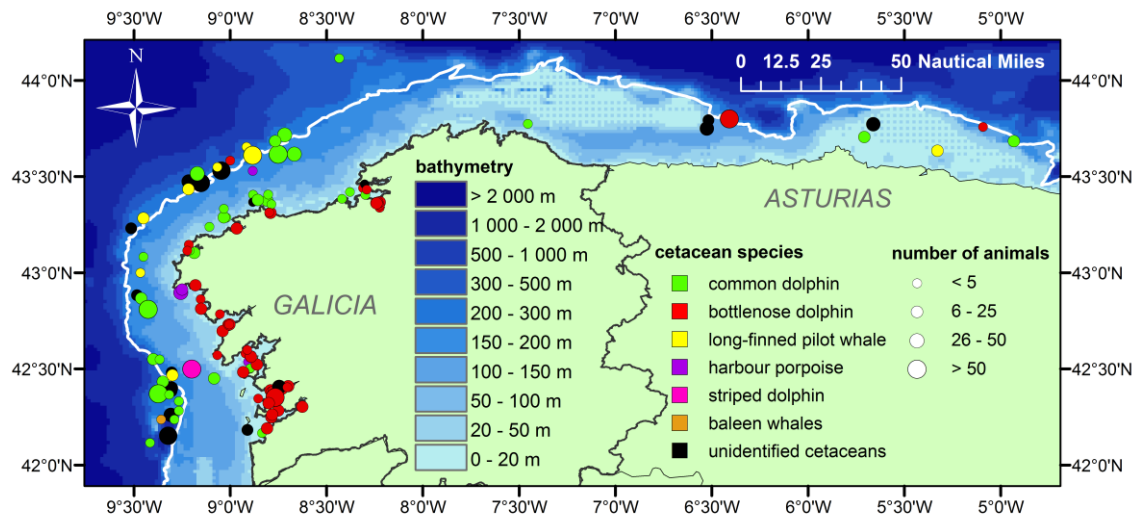 9°30'W 9°0'W 8°30'W 8°0'W 7°30'W 7°0'W 6°30'W 6°0'W 5°30'W 5°0'W
N
0 12.5 25 50 Nautical Miles
44°0'N 44°0'N
43°30'N 43°30'N
43°0'N 43°0'N
42°30'N 42°30'N
42°0'N 42°0'N
GALICIA
ASTURIAS
bathymetry
> 2 000 m
1 000 - 2 000 m
500 - 1 000 m
300 - 500 m
200 - 300 m
150 - 200 m
100 - 150 m
50 - 100 m
20 - 50 m
0 - 20 m
cetacean species
common dolphin
bottlenose dolphin
long-finned pilot whale
harbour porpoise
striped dolphin
baleen whales
unidentified cetaceans
number of animals
< 5
6 - 25
26 - 50
> 50
9°30'W 9°0'W 8°30'W 8°0'W 7°30'W 7°0'W 6°30'W 6°0'W 5°30'W 5°0'W